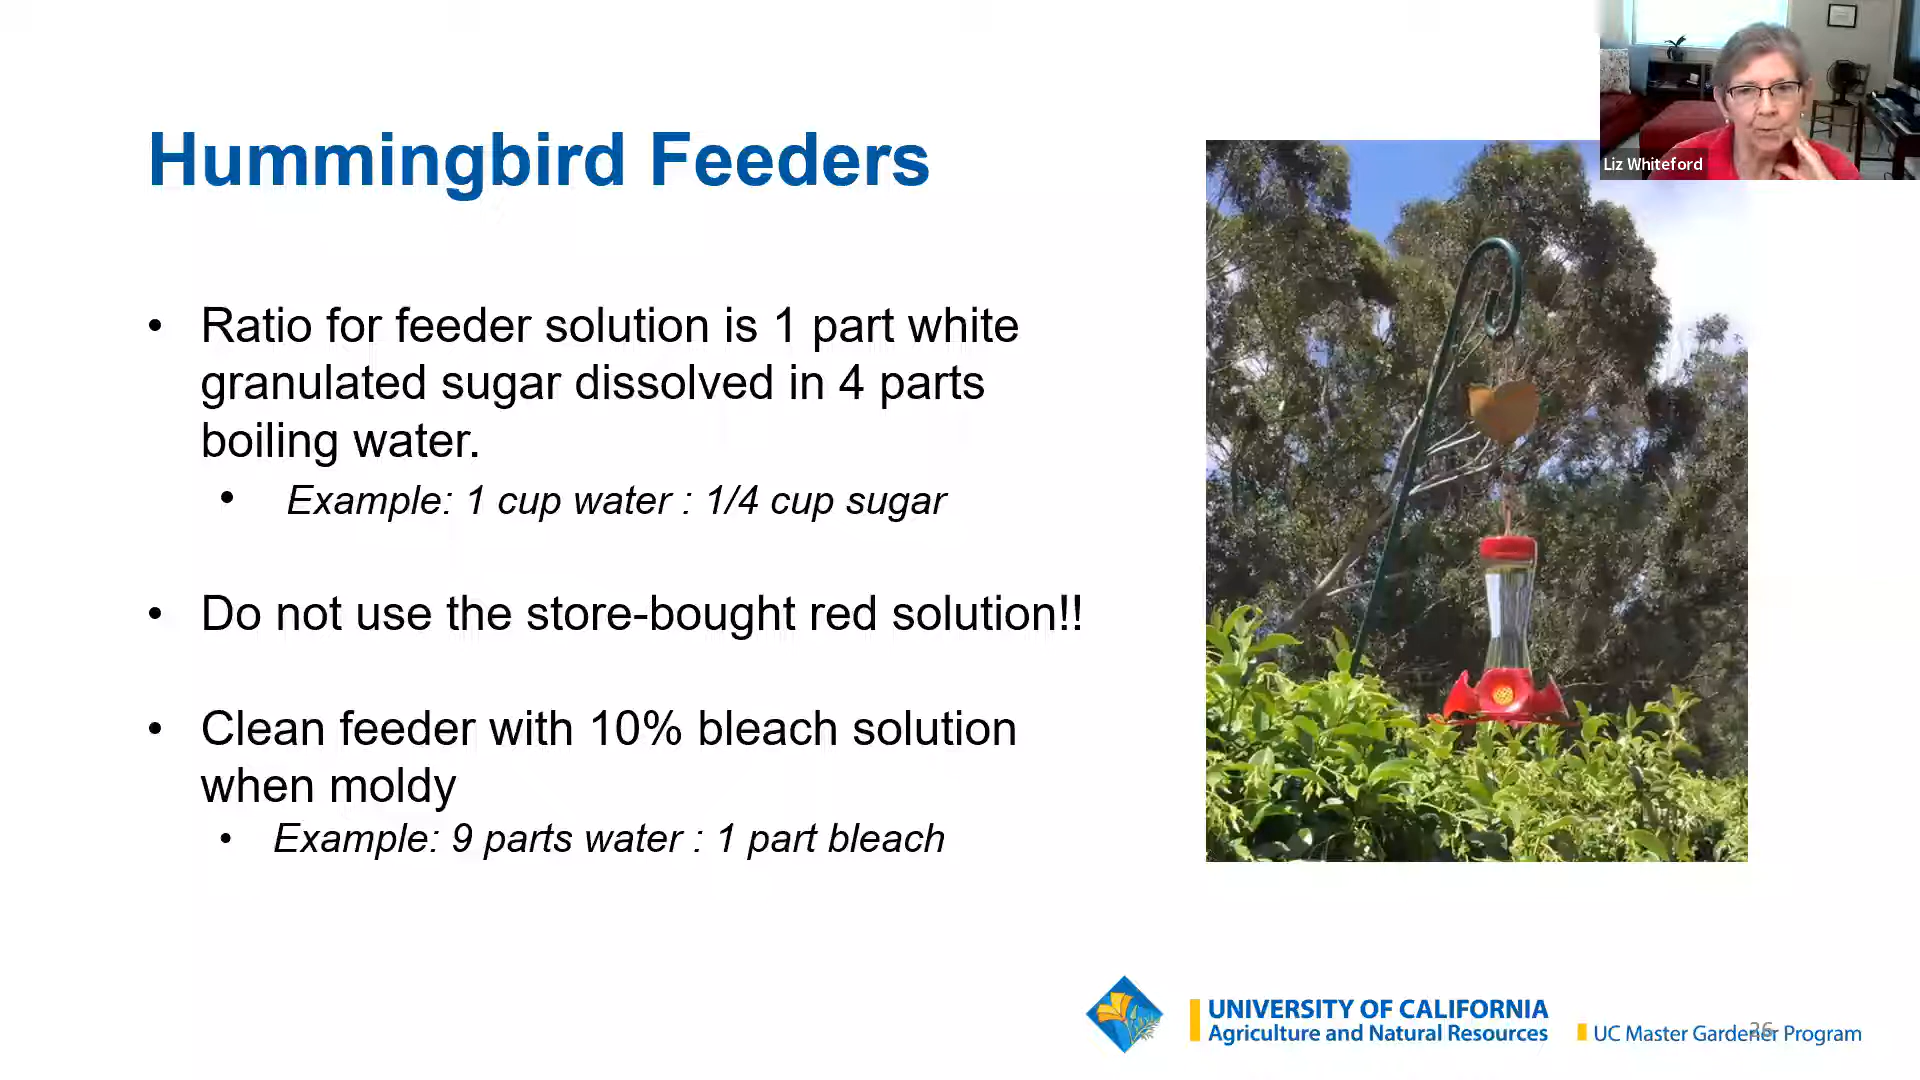 Liz Whiteford
Hummingbird Feeders
• Ratio for feeder solution is 1 part white
granulated sugar dissolved in 4 parts
boiling water.
• Example: 1 cup water : 1/4 cup sugar
• Do not use the store-bought red solution!!
• Clean feeder with 10% bleach solution
when moldy
• Example: 9 parts water : 1 part bleach
UNIVERSITY OF CALIFORNIA
Agriculture and Natural Resources
UC Master Gardener Program
26